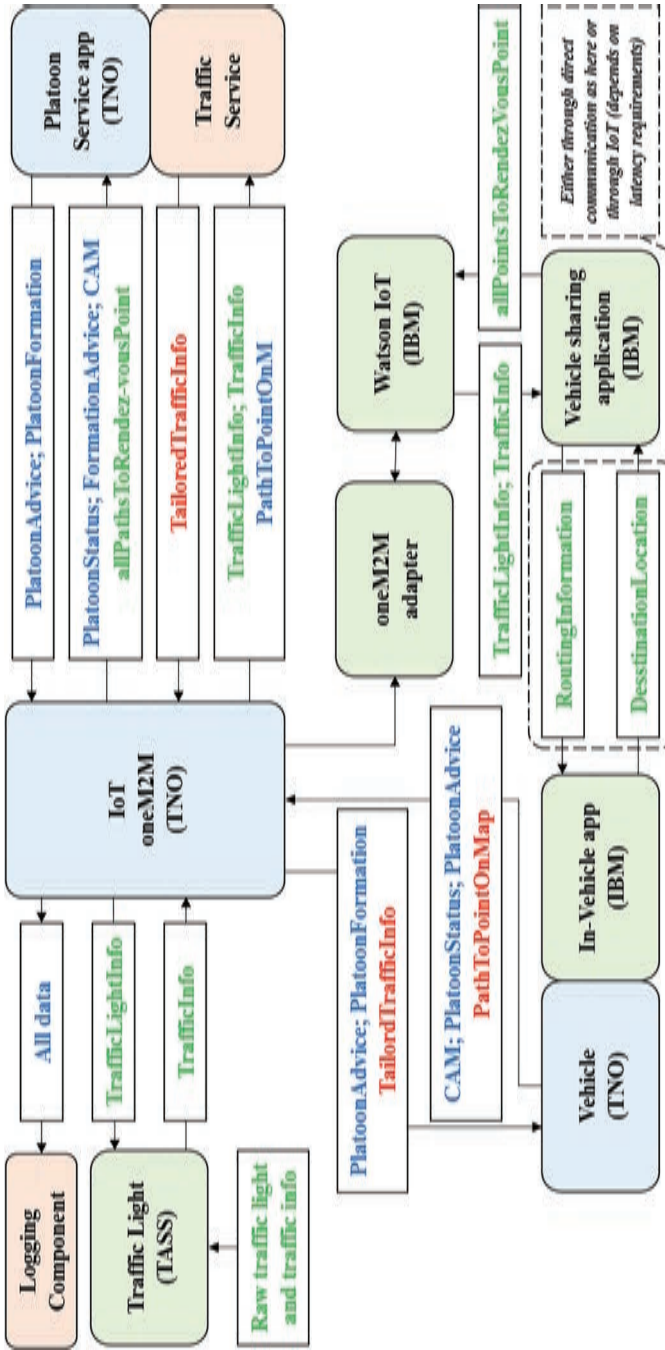 Logging
Component
All data
TrafficLightInfo
TrafficInfo
Traffic Light
(TASS)
Raw traffic light
and traffic info
IoT
oneM2M
(TNO)
PlatoonAdvice; PlatoonFormation
PlatoonStatus; FormationAdvice; CAM
allPathsToRendez-vousPoint
TailoredTrafficInfo
TrafficLightInfo; TrafficInfo
PathToPointOnM
Platoon
Service app
(TNO)
Traffic
Service
PlatoonAdvice; PlatoonFormation
TailordTrafficInfo
CAM; PlatoonStatus; PlatoonAdvice
PathToPointOnMap
oneM2M
adapter
Watson IoT
(IBM)
TrafficLightInfo; TrafficInfo
allPointsToRendezVousPoint
Vehicle
(TNO)
In-Vehicle app
(IBM)
RoutingInformation
DesstinationLocation
Vehicle sharing
application
(IBM)
Either through direct
communication as here or
through IoT (depends on
latency requirements)